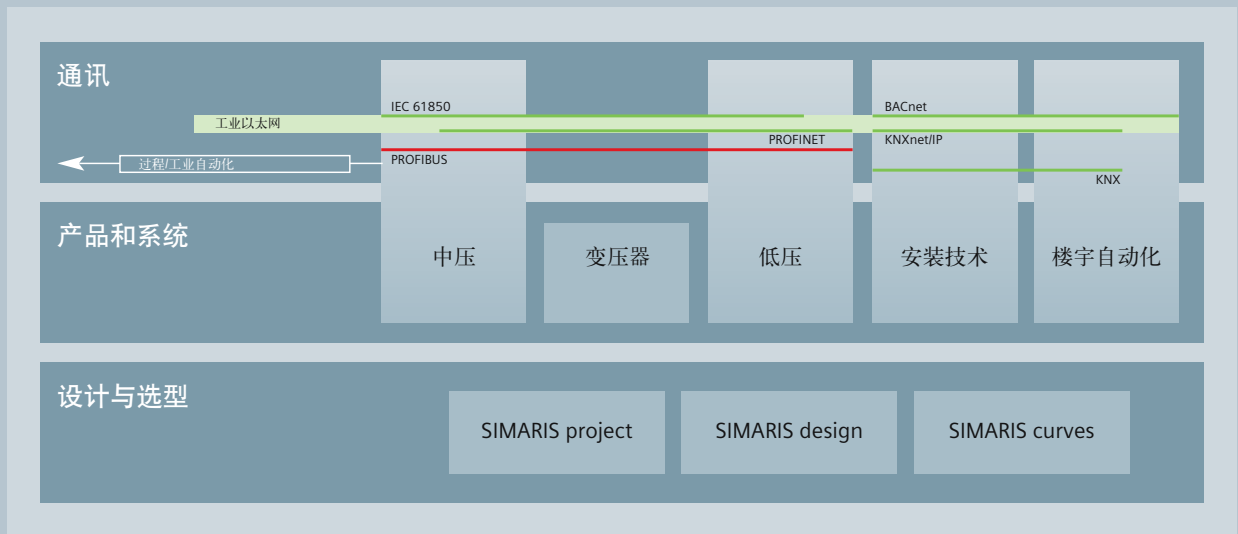 通讯
IEC 61850
BACnet
工业以太网
PROFINET
KNXnet/IP
过程/工业自动化
PROFIBUS
KNX
产品和系统
中压
变压器
低压
安装技术
楼宇自动化
设计与选型
SIMARIS project
SIMARIS design
SIMARIS curves